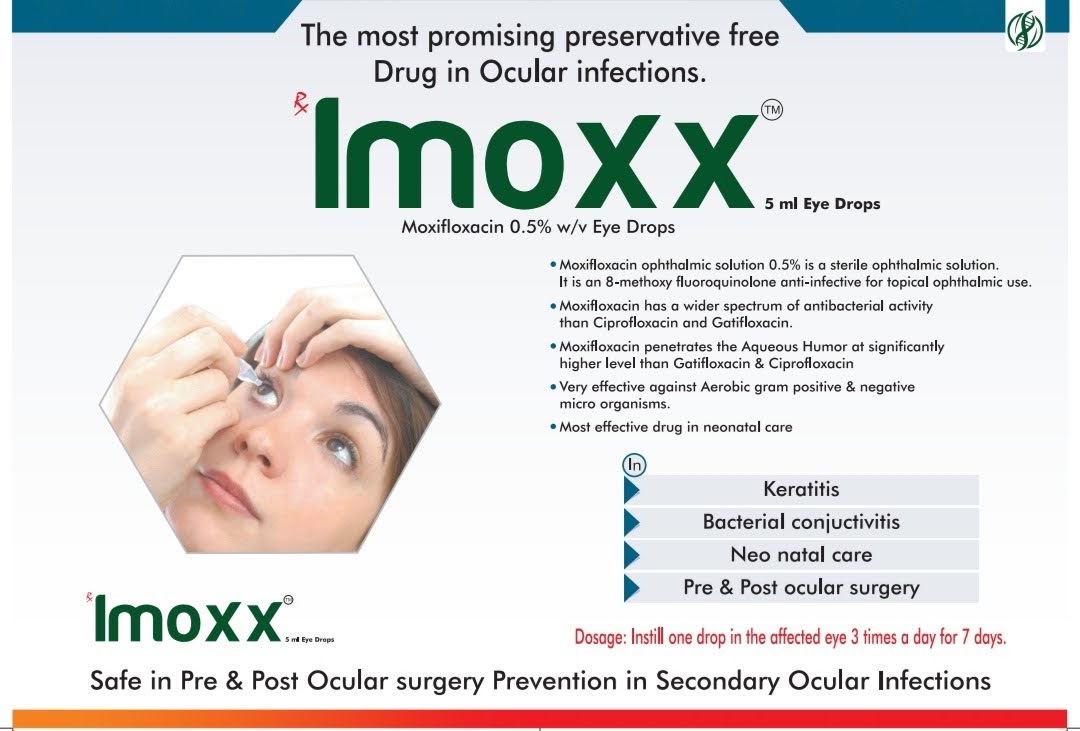 The most promising preservative free
Drug in Ocular infections.
Rx Imoxx TM
5 ml Eye Drops
Moxifloxacin 0.5% w/v Eye Drops
• Moxifloxacin ophthalmic solution 0.5% is a sterile ophthalmic solution.
It is an 8-methoxy fluoroquinolone anti-infective for topical ophthalmic use.
• Moxifloxacin has a wider spectrum of antibacterial activity
than Ciprofloxacin and Gatifloxacin.
• Moxifloxacin penetrates the Aqueous Humor at significantly
higher level than Gatifloxacin & Ciprofloxacin
• Very effective against Aerobic gram positive & negative
micro organisms.
• Most effective drug in neonatal care
In
Keratitis
Bacterial conjuctivitis
Neo natal care
Pre & Post ocular surgery
Rx Imoxx TM
5 ml Eye Drops
Dosage: Instill one drop in the affected eye 3 times a day for 7 days.
Safe in Pre & Post Ocular surgery Prevention in Secondary Ocular Infections